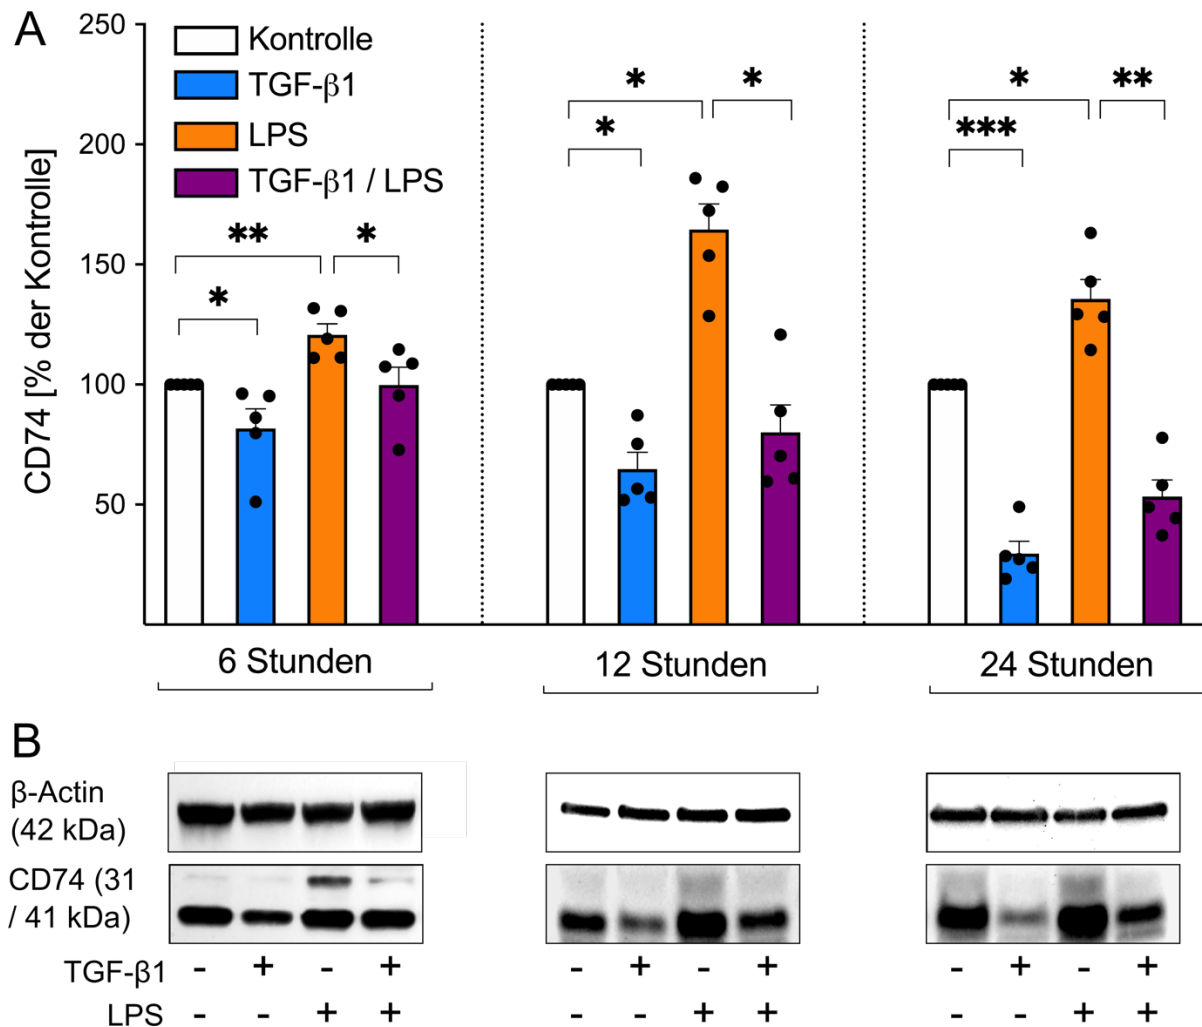 A
250
200
150
100
50
CD74 [% der Kontrolle]
Kontrolle
TGF-β1
LPS
TGF-β1 / LPS
** *
*
* *
*
* **
***
6 Stunden 12 Stunden 24 Stunden
B
β-Actin
(42 kDa)
CD74 (31
/ 41 kDa)
TGF-β1 - + - + - + - + - + - +
LPS - - + + - - + + - - + +